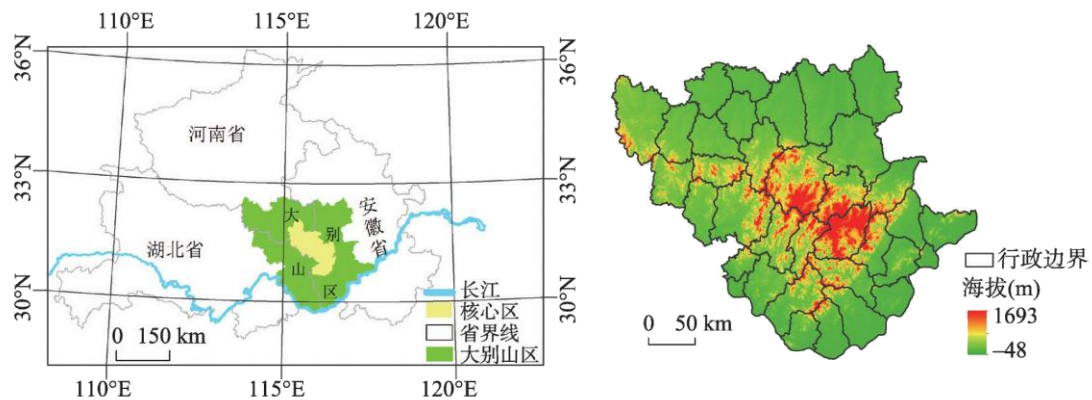 110°E 115°E 120°E
36°N
33°N
30°N
河南省
湖北省
安徽省
大别山区
长江
核心区
省界线
大别山区
0 150 km
110°E 115°E 120°E
36°N
33°N
30°N
行政边界
海拔(m)
1693
–48
0 50 km